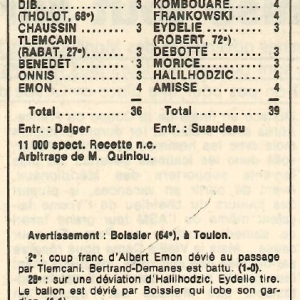 DIB 3 KOMBOUARE 3
(THOLOT, 68e) FRANKOWSKI 4
CHAUSSIN 3 EYDELIE 3
TLEMCANI (ROBERT, 72e)
(RABAT, 27e) 3 DEBOTTE 3
BENEDET 3 MORICE 3
ONNIS 3 HALILHODZIC 4
EMON 4 AMISSE 4
Total 36 Total 39
Entr. : Dalger Entr. : Suaudeau
11 000 spect. Recette n.c.
Arbitrage de M. Quiniou.
Avertissement : Boissier (64e), à Toulon.
2e : coup franc d'Albert Emon dévié au passage
par Tlemcani. Bertrand-Demanes est battu. (1-0).
28e : sur une déviation d'Halilhodzic, Eydelie tire.
Le ballon est dévié par Boissier qui lobe son gar-